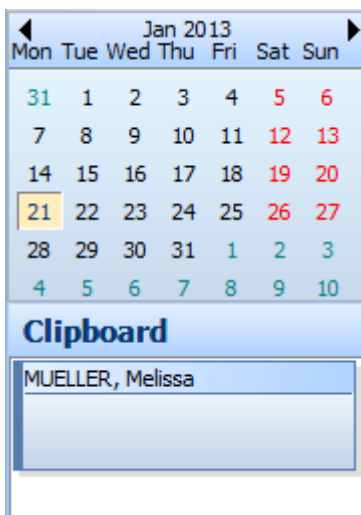 Jan 2013
Mon Tue Wed Thu Fri Sat Sun
31 1 2 3 4 5 6
7 8 9 10 11 12 13
14 15 16 17 18 19 20
21 22 23 24 25 26 27
28 29 30 31 1 2 3
4 5 6 7 8 9 10
Clipboard
MUELLER, Melissa